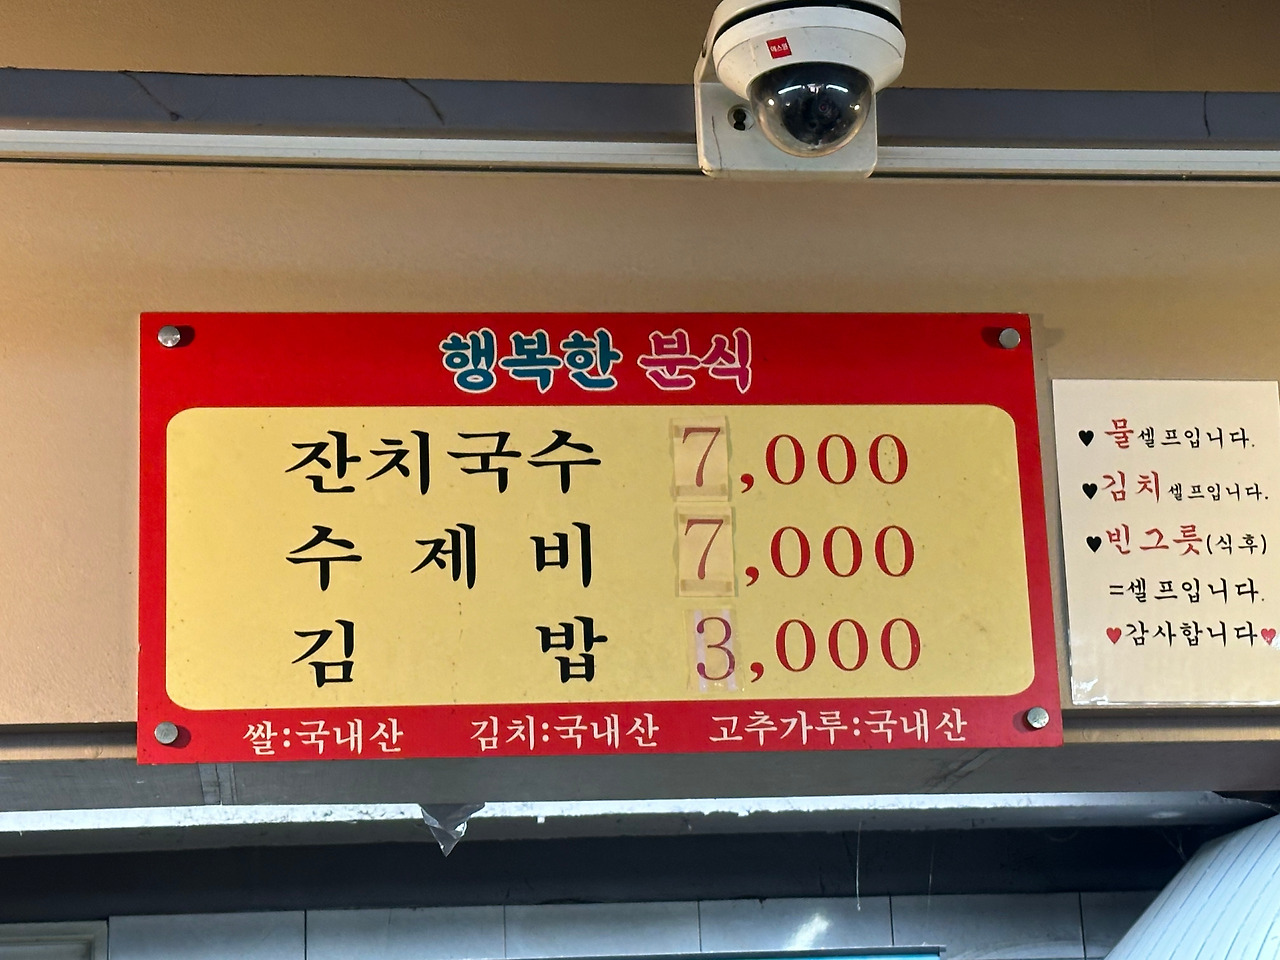 에스원
행복한 분식
잔치국수 7,000
수제비 7,000
김밥 3,000
쌀:국내산 김치:국내산 고추가루:국내산
♥물셀프입니다.
♥김치셀프입니다.
♥빈그릇(식후)
=셀프입니다.
♥감사합니다♥